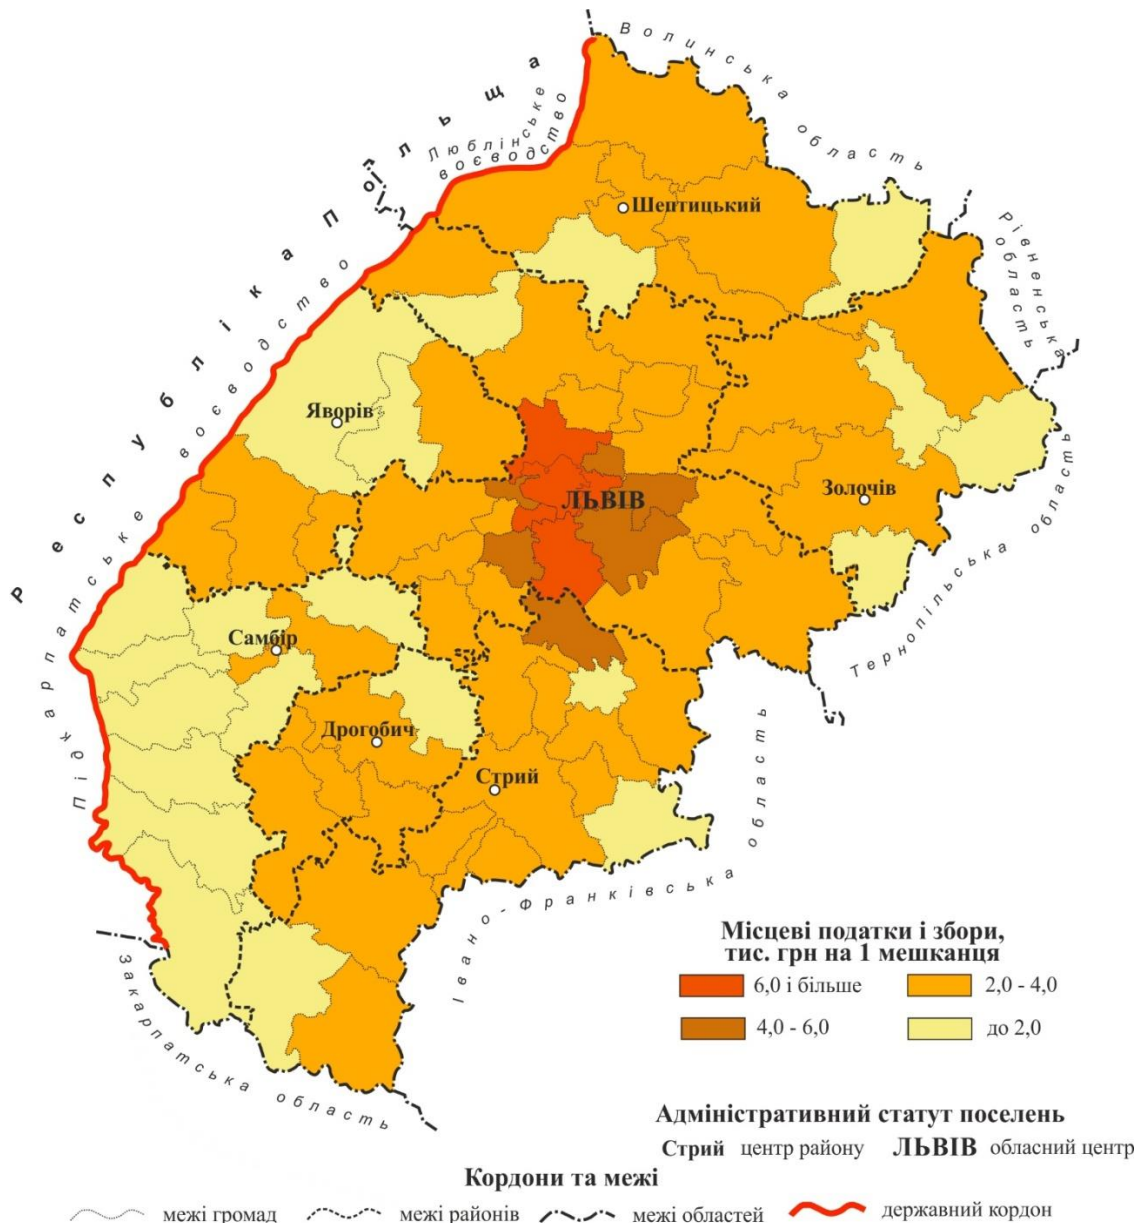 Волинська область
Республіка Польща
Люблінське
воєводство
Рівненська
область
Шептицький
Підкарпатське воєводство
Яворів
ЛЬВІВ
Золочів
Тернопільська область
Самбір
Дрогобич
Стрий
Івано-Франківська область
Закарпатська область
Місцеві податки і збори,
тис. грн на 1 мешканця
6,0 і більше
2,0 - 4,0
4,0 - 6,0
до 2,0
Адміністративний статут поселень
Стрий центр району ЛЬВІВ обласний центр
Кордони та межі
межі громад межі районів межі областей державний кордон